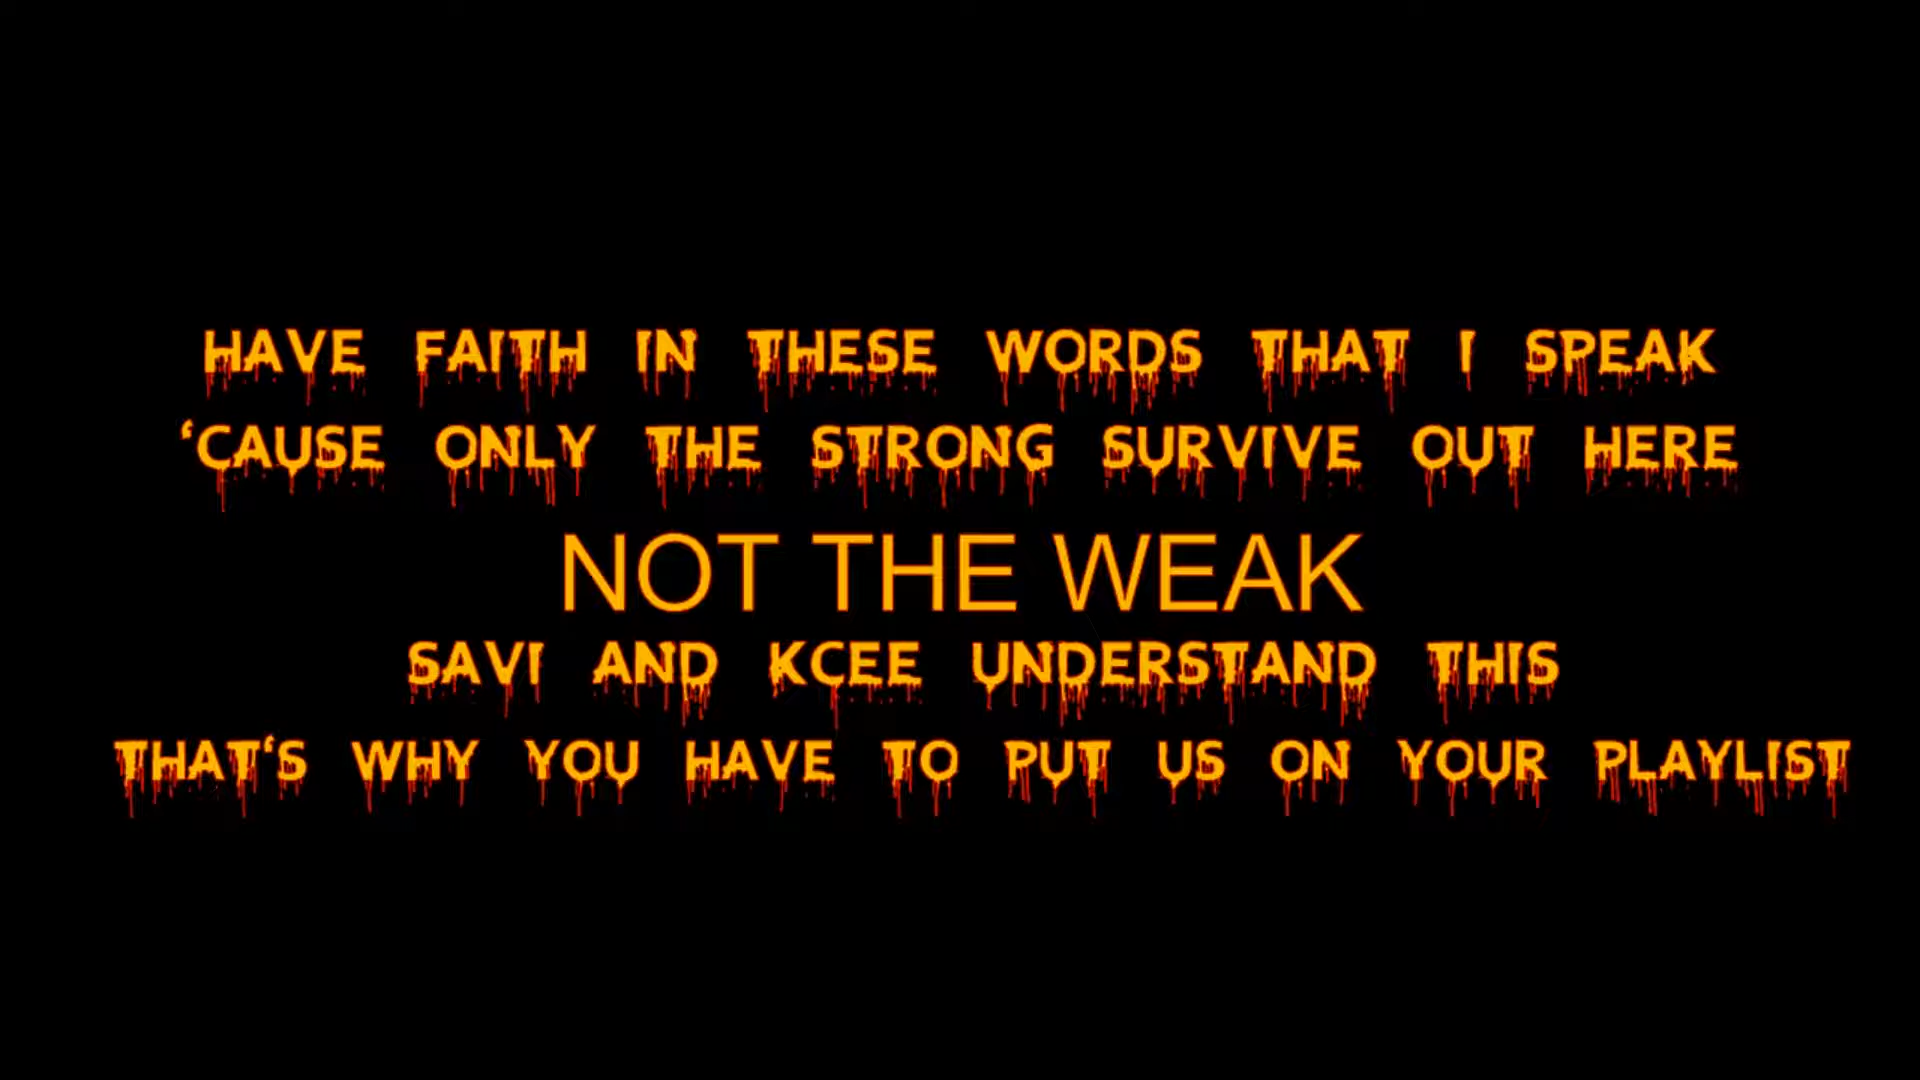 HAVE FAITH IN THESE WORDS THAT I SPEAK
‘CAUSE ONLY THE STRONG SURVIVE OUT HERE
NOT THE WEAK
SAVI AND KCEE UNDERSTAND THIS
THAT‘S WHY YOU HAVE TO PUT US ON YOUR PLAYLIST